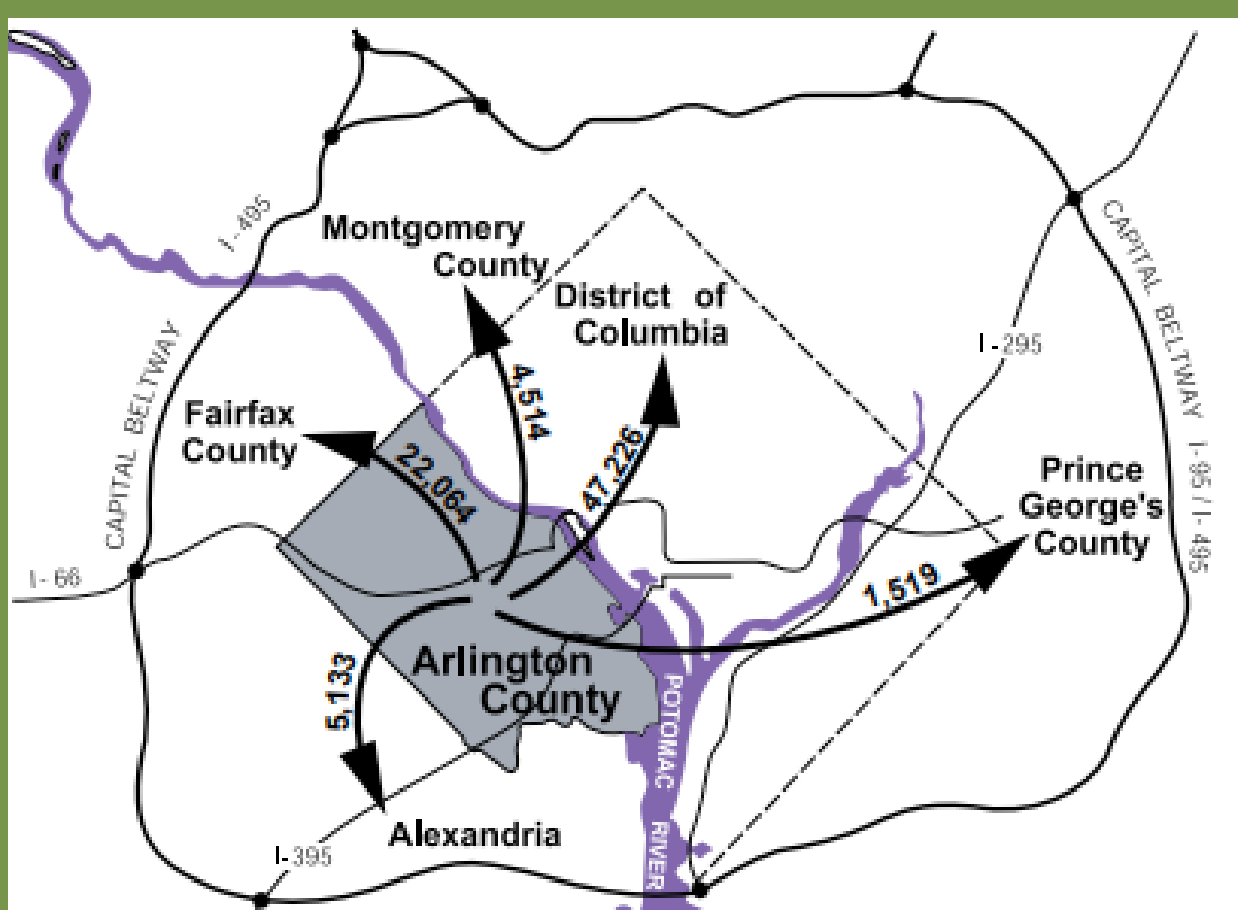 I-495
Montgomery
County
District of
Columbia
CAPITAL BELTWAY
I-295
CAPITAL BELTWAY I-95/I-495
4,514
Fairfax
County
22,064
47,226
Prince
George's
County
I-66
1,519
5,133
Arlington
County
POTOMAC RIVER
Alexandria
I-395